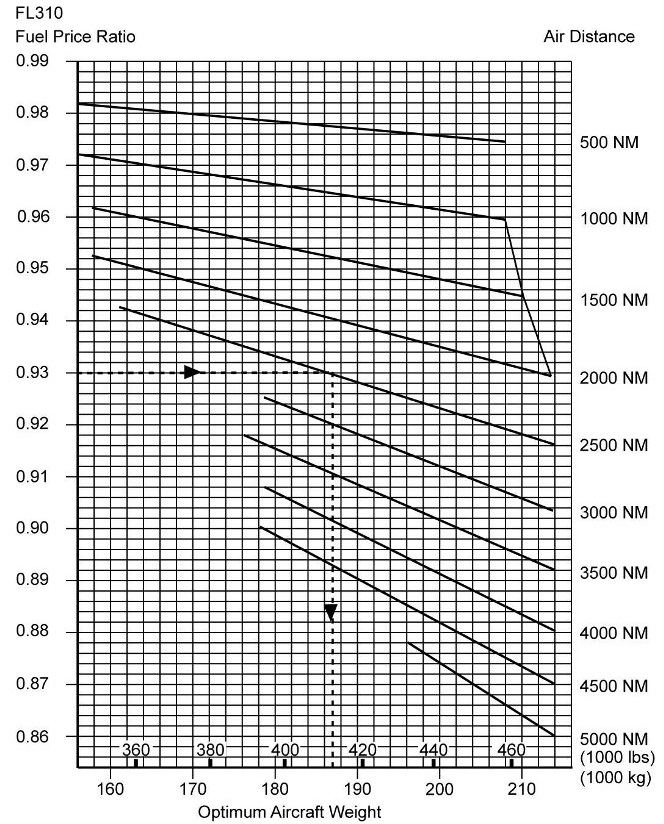 FL310
Fuel Price Ratio Air Distance
0.99
0.98
500 NM
0.97
0.96 1000 NM
0.95
1500 NM
0.94
0.93 2000 NM
0.92
2500 NM
0.91
3000 NM
0.90
3500 NM
0.89
0.88 4000 NM
0.87 4500 NM
0.86 5000 NM
360 380 400 420 440 460 (1000 lbs)
160 170 180 190 200 210 (1000 kg)
Optimum Aircraft Weight